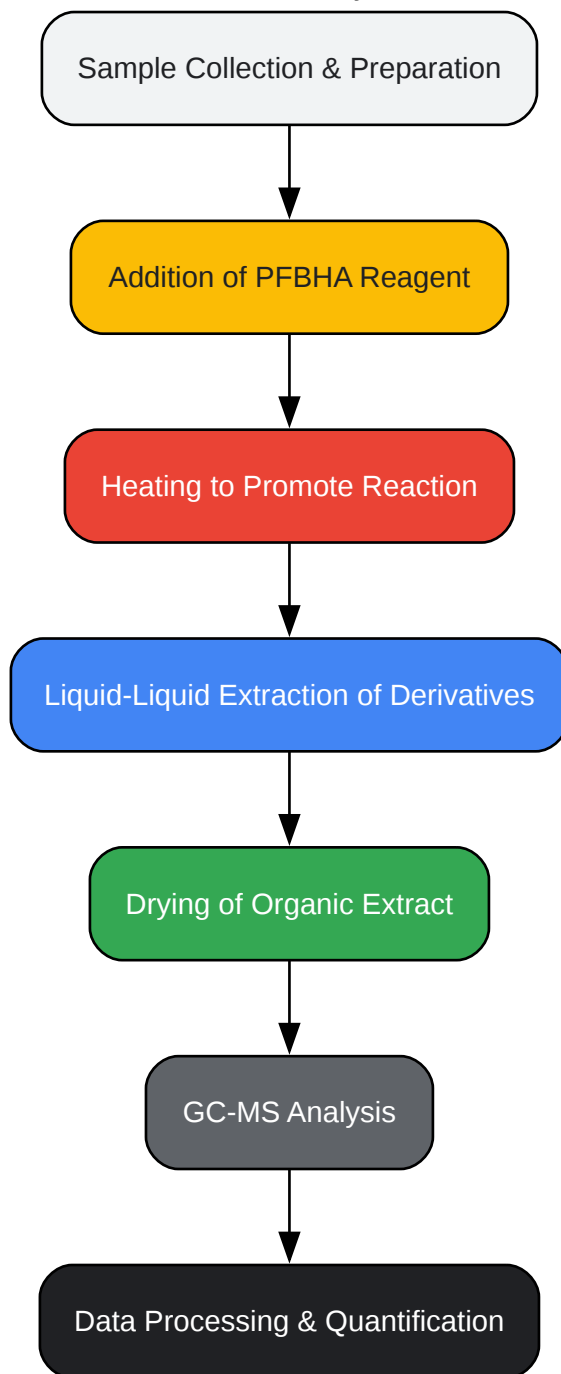 Sample Collection & Preparation
Addition of PFBHA Reagent
Heating to Promote Reaction
Liquid-Liquid Extraction of Derivatives
Drying of Organic Extract
GC-MS Analysis
Data Processing & Quantification